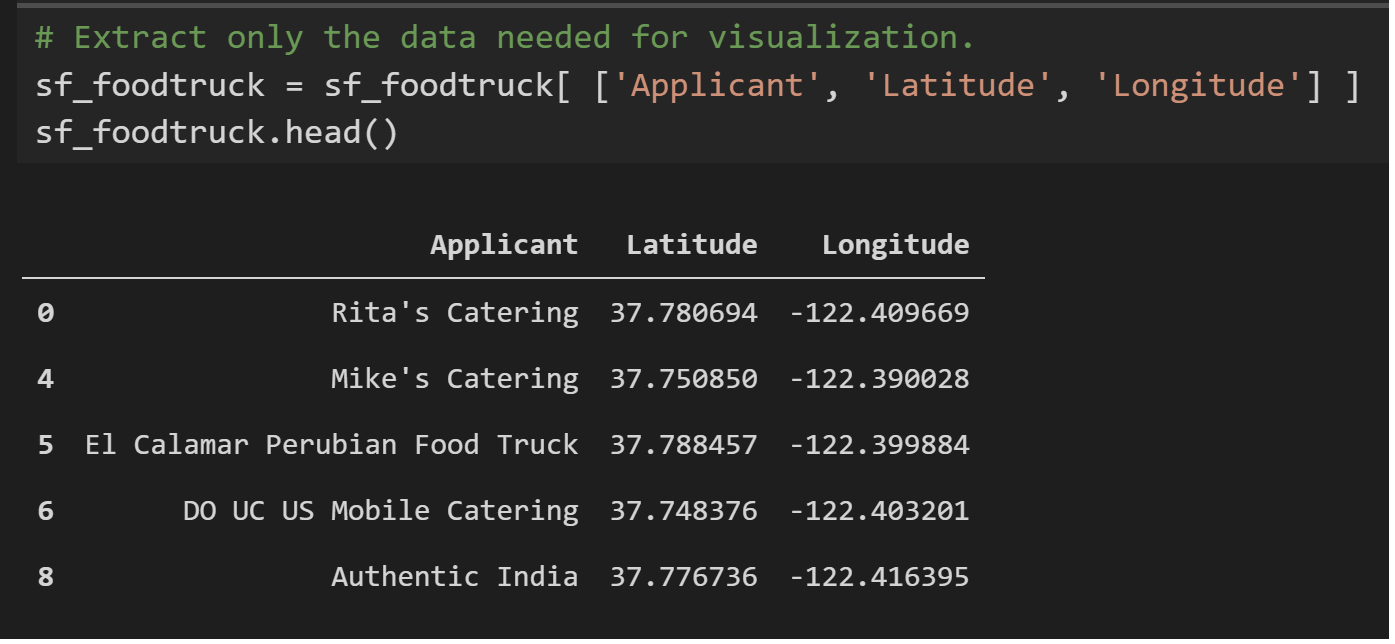 # Extract only the data needed for visualization.
sf_foodtruck = sf_foodtruck[ ['Applicant', 'Latitude', 'Longitude'] ]
sf_foodtruck.head()
Applicant Latitude Longitude
0 Rita's Catering 37.780694 -122.409669
4 Mike's Catering 37.750850 -122.390028
5 El Calamar Perubian Food Truck 37.788457 -122.399884
6 DO UC US Mobile Catering 37.748376 -122.403201
8 Authentic India 37.776736 -122.416395